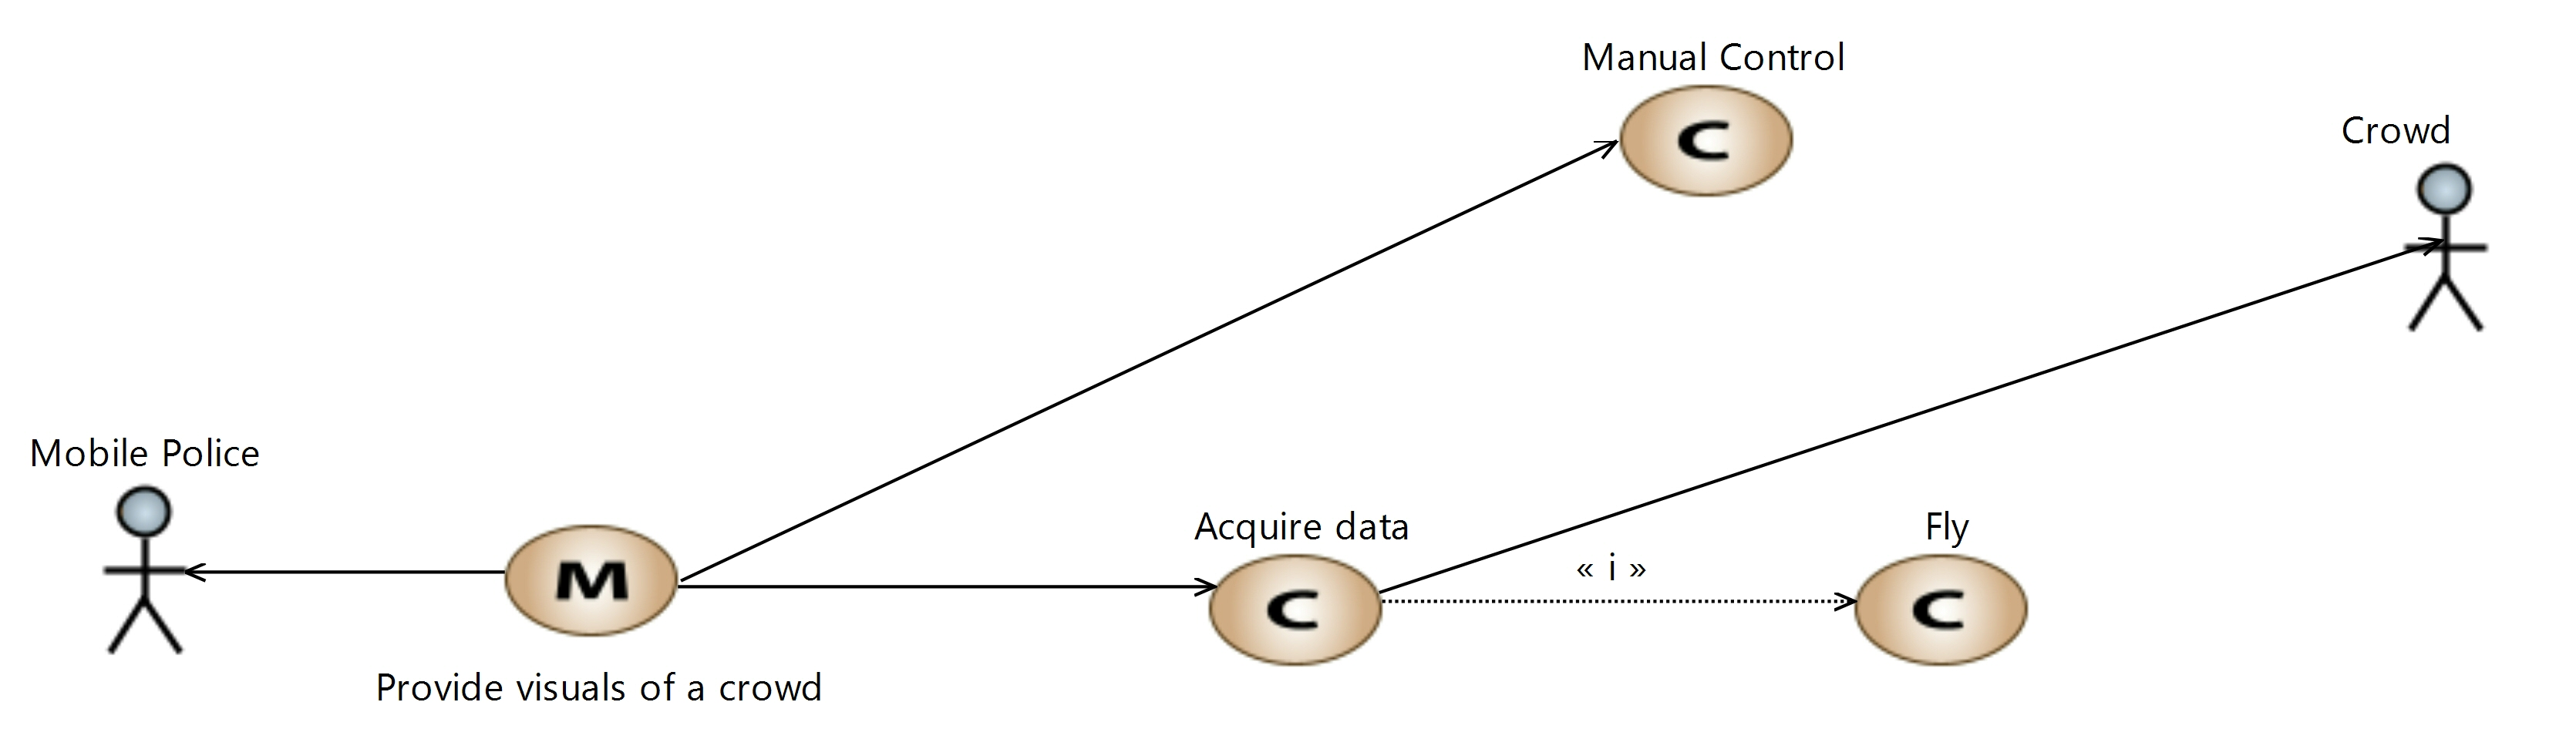 Manual Control
C
Crowd
Mobile Police
M
Provide visuals of a crowd
Acquire data
C
« i »
Fly
C